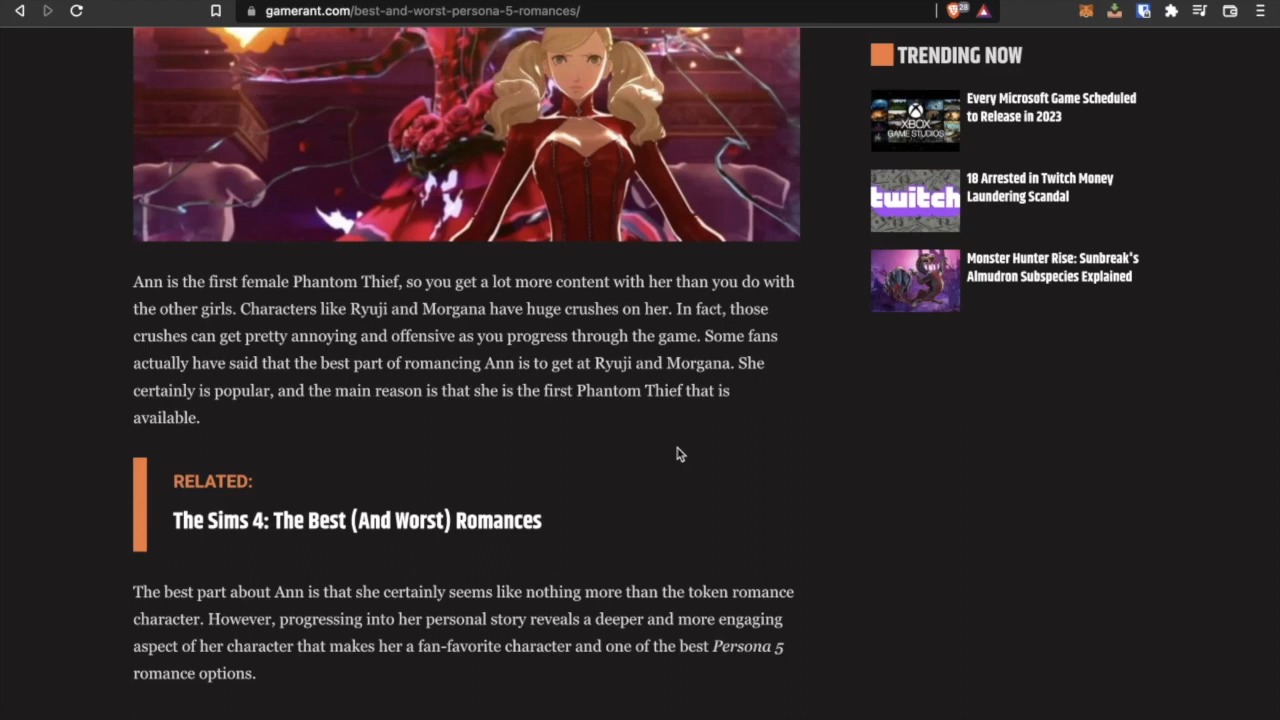 gamerant.com/best-and-worst-persona-5-romances/
28
TRENDING NOW
XBOX
GAME STUDIOS
Every Microsoft Game Scheduled
to Release in 2023
twitch
18 Arrested in Twitch Money
Laundering Scandal
Monster Hunter Rise: Sunbreak's
Almudron Subspecies Explained
Ann is the first female Phantom Thief, so you get a lot more content with her than you do with
the other girls. Characters like Ryuji and Morgana have huge crushes on her. In fact, those
crushes can get pretty annoying and offensive as you progress through the game. Some fans
actually have said that the best part of romancing Ann is to get at Ryuji and Morgana. She
certainly is popular, and the main reason is that she is the first Phantom Thief that is
available.
RELATED:
The Sims 4: The Best (And Worst) Romances
The best part about Ann is that she certainly seems like nothing more than the token romance
character. However, progressing into her personal story reveals a deeper and more engaging
aspect of her character that makes her a fan-favorite character and one of the best Persona 5
romance options.